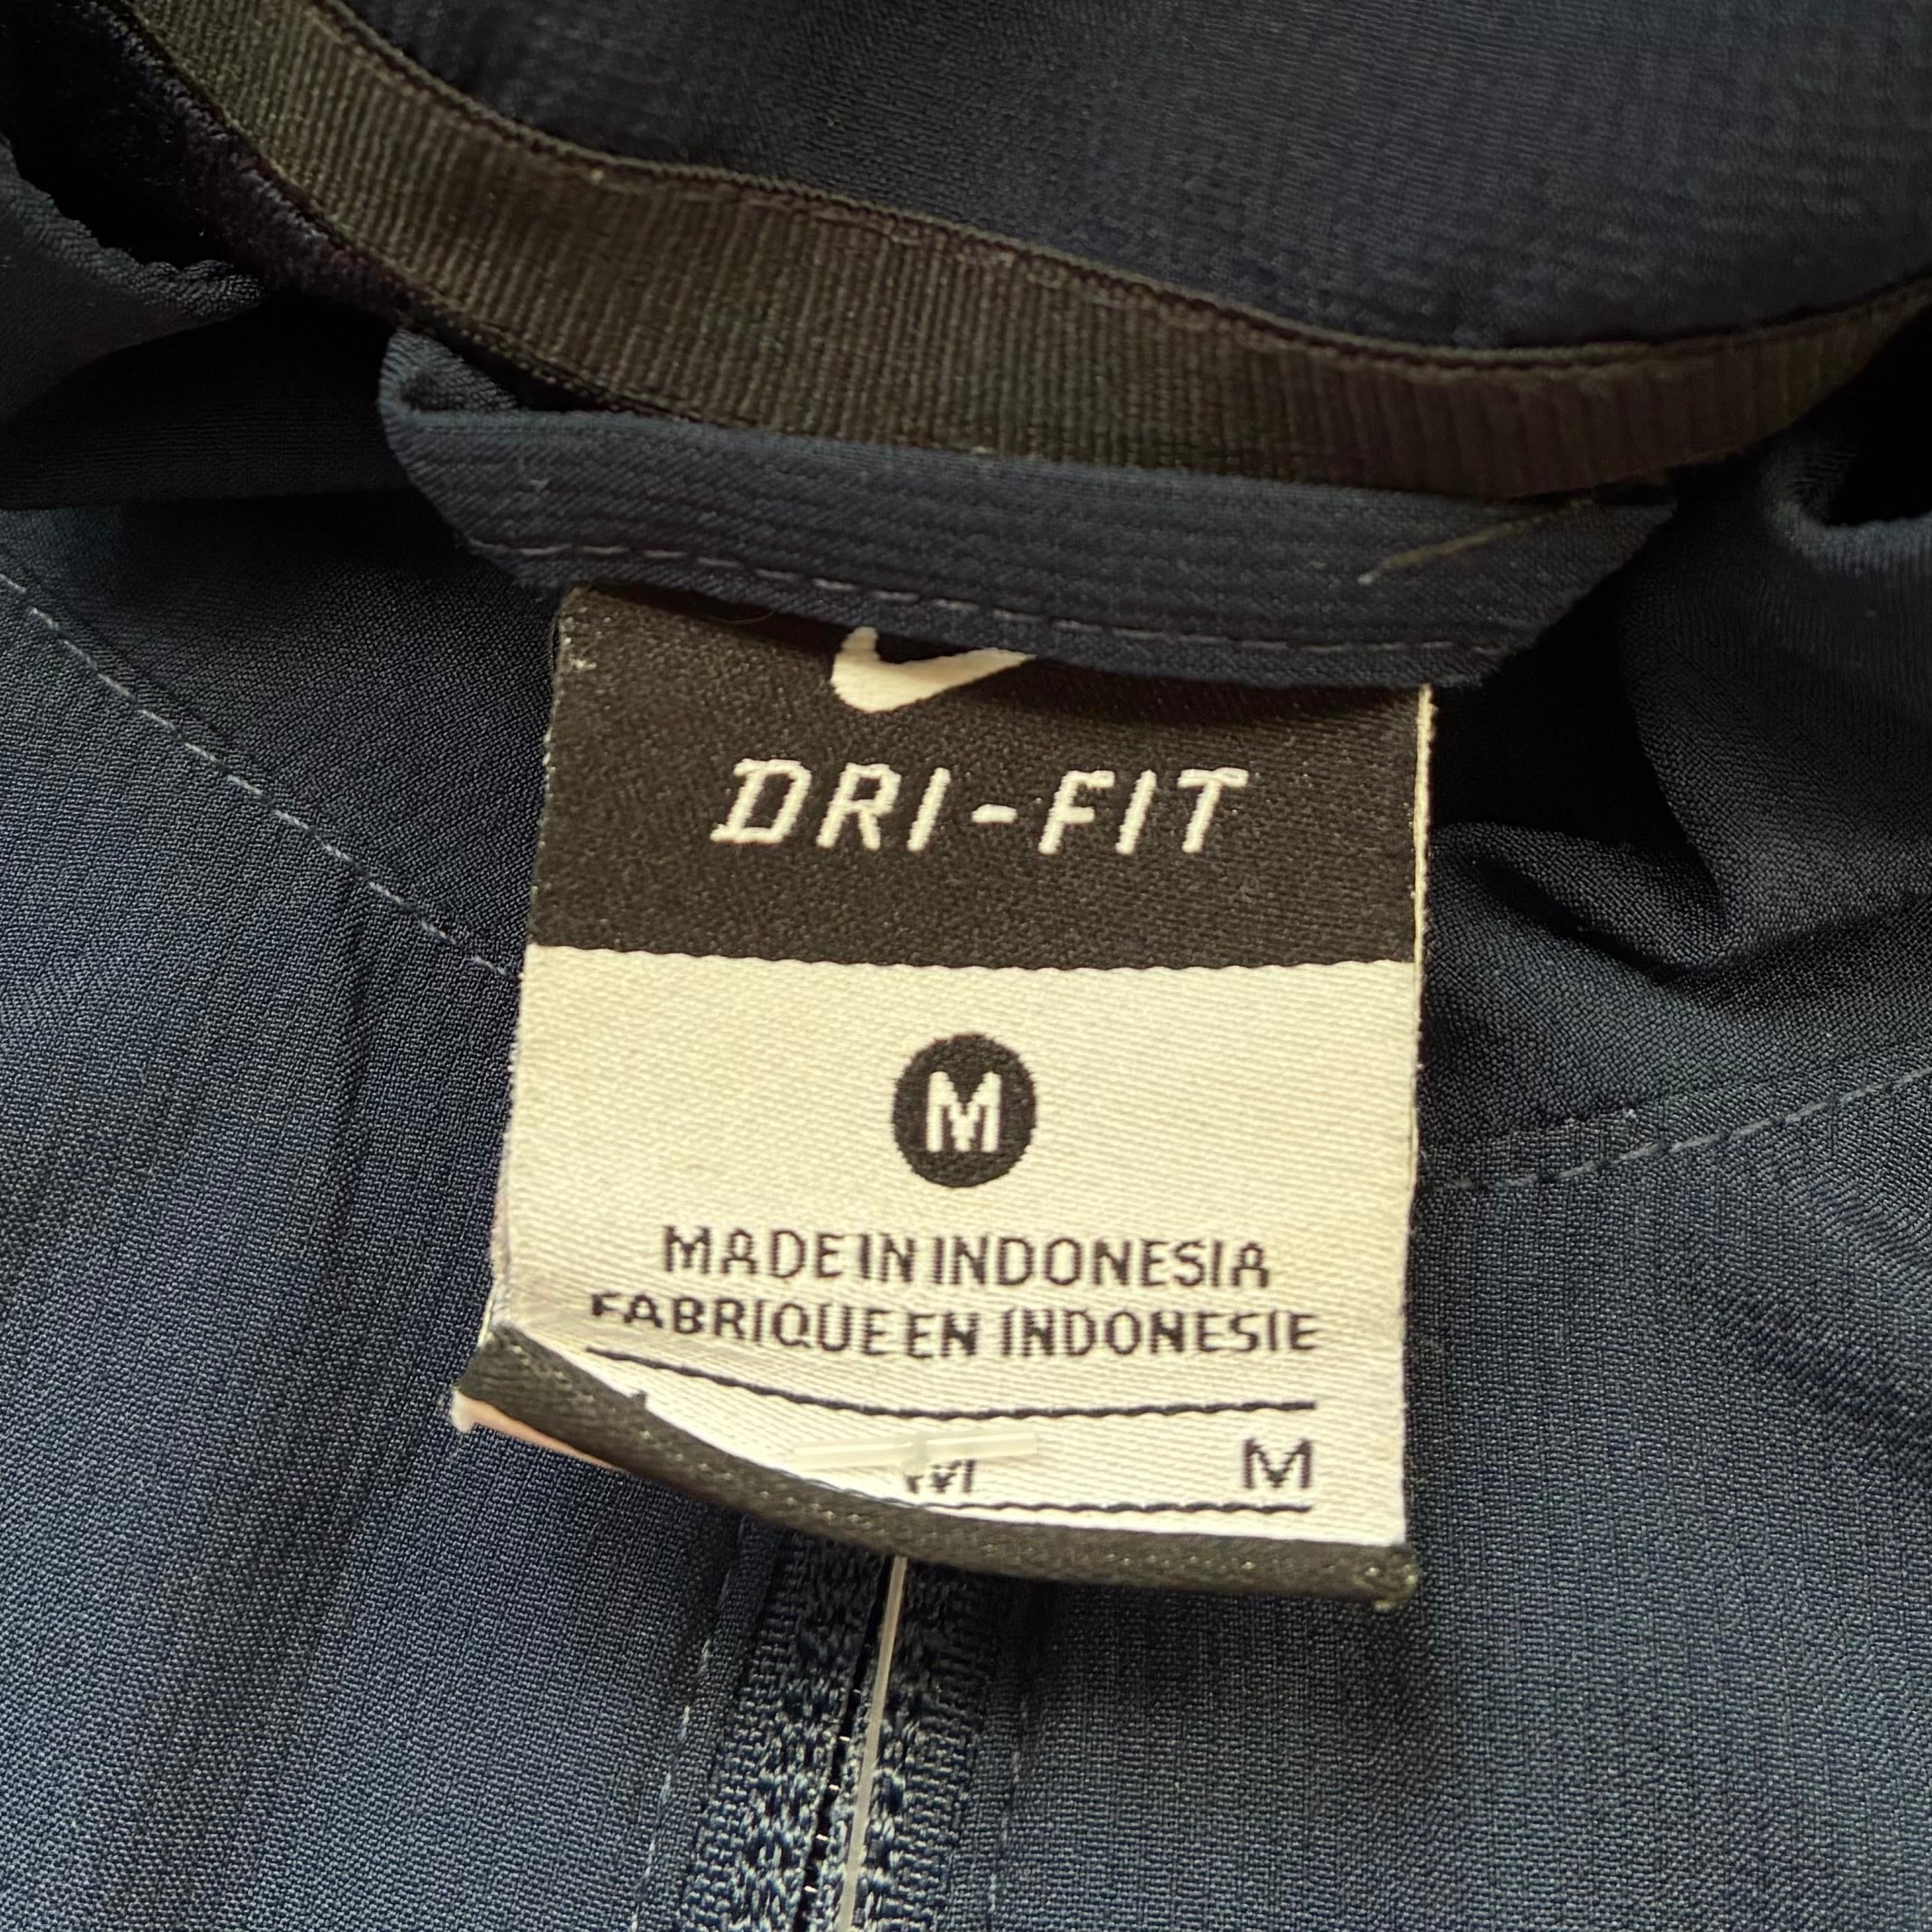 DRI-FIT
M
MADE IN INDONESIA
FABRIQUE EN INDONESIE
M M